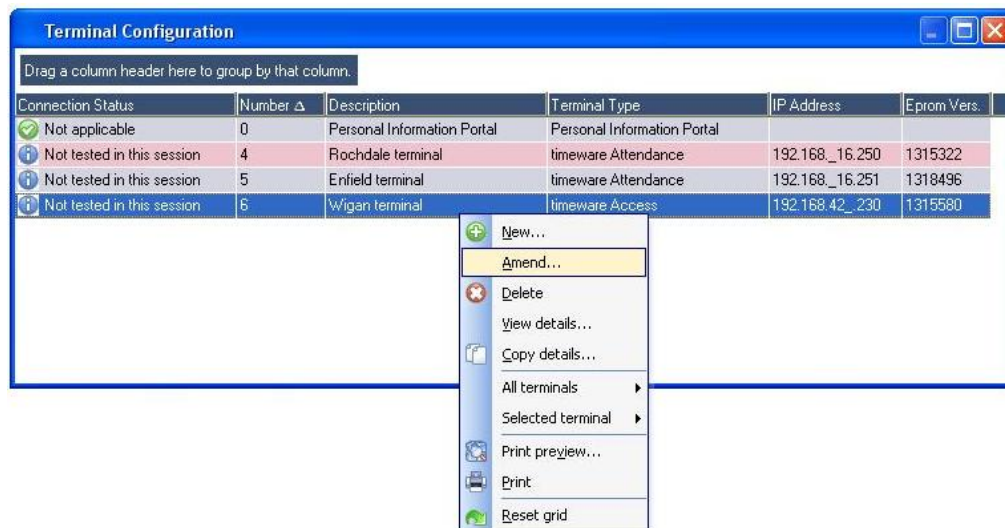 Terminal Configuration
Drag a column header here to group by that column.
Connection Status Number Δ Description Terminal Type IP Address Eprom Vers.
Not applicable 0 Personal Information Portal Personal Information Portal
Not tested in this session 4 Rochdale terminal timeware Attendance 192.168._16.250 1315322
Not tested in this session 5 Enfield terminal timeware Attendance 192.168._16.251 1318496
Not tested in this session 6 Wigan terminal timeware Access 192.168.42_.230 1315580
New...
Amend...
Delete
View details...
Copy details...
All terminals
Selected terminal
Print preview...
Print
Reset grid